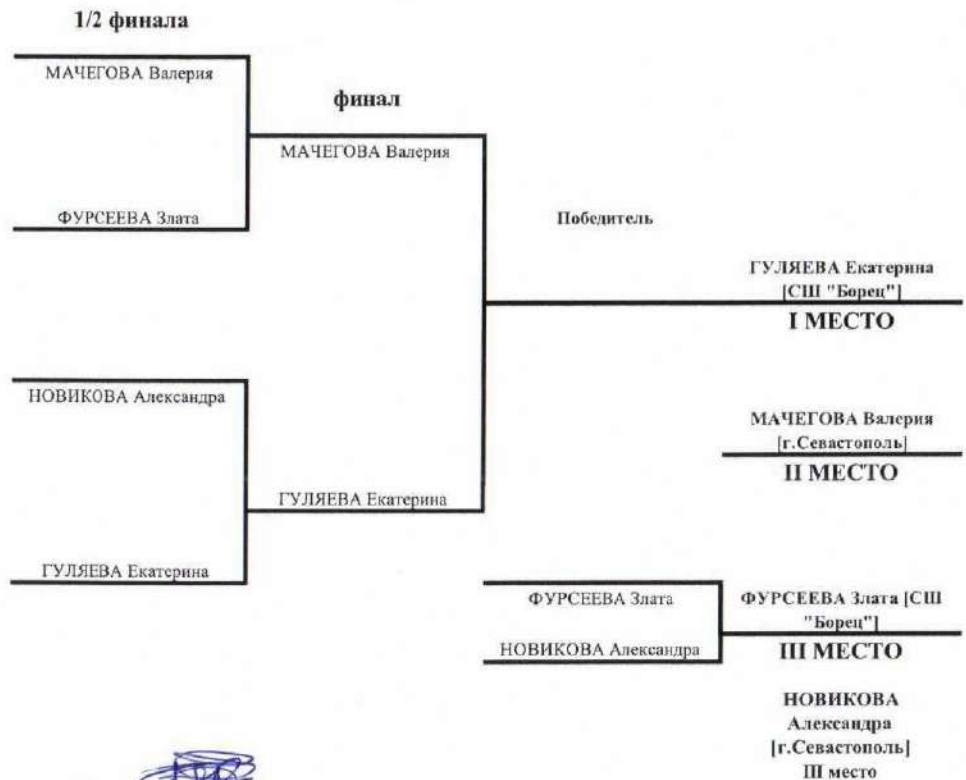 1/2 финала
МАЧЕГОВА Валерия
финал
МАЧЕГОВА Валерия
ФУРСЕЕВА Злата
Победитель
ГУЛЯЕВА Екатерина
[СШ "Борец"]
I МЕСТО
НОВИКОВА Александра
МАЧЕГОВА Валерия
[г.Севастополь]
II МЕСТО
ГУЛЯЕВА Екатерина
ГУЛЯЕВА Екатерина
ФУРСЕЕВА Злата
ФУРСЕЕВА Злата [СШ
"Борец"]
НОВИКОВА Александра
III МЕСТО
НОВИКОВА
Александра
[г.Севастополь]
III место